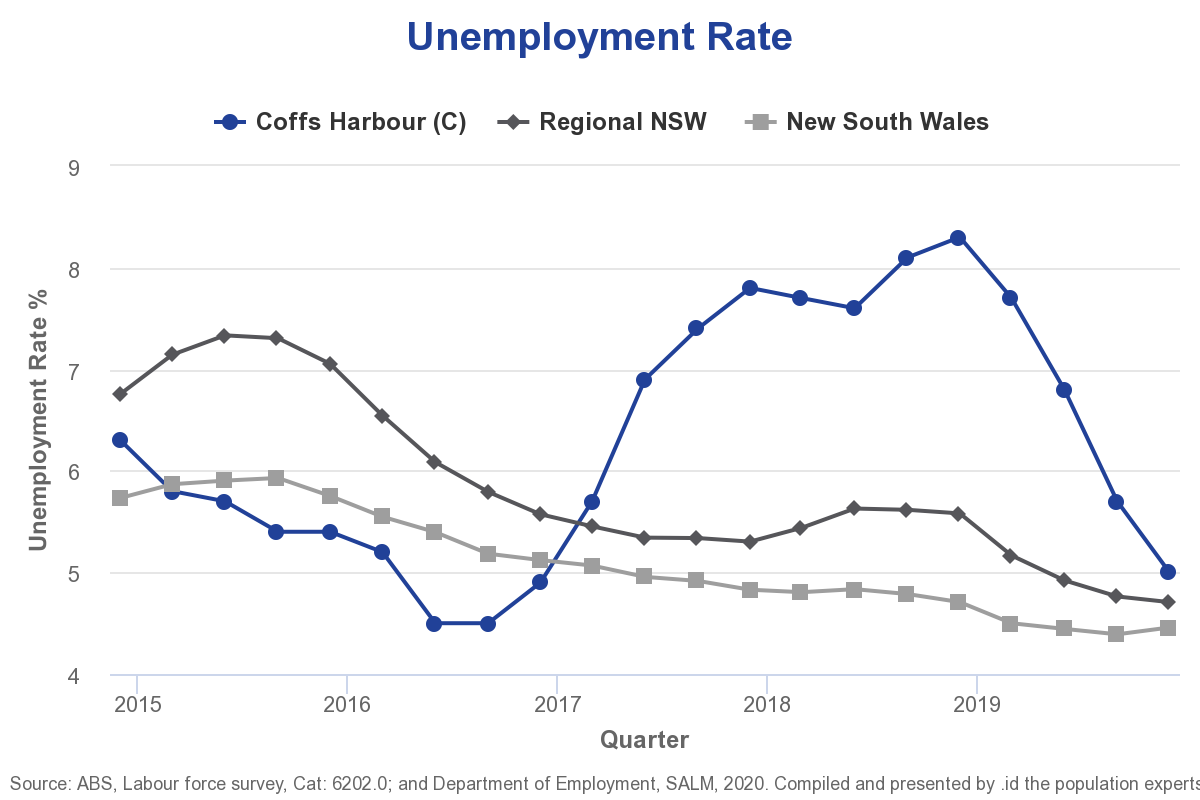 Unemployment Rate
Coffs Harbour (C) Regional NSW New South Wales
9
8
7
6
5
4
Unemployment Rate %
2015 2016 2017 2018 2019
Quarter
Source: ABS, Labour force survey, Cat: 6202.0; and Department of Employment, SALM, 2020. Compiled and presented by .id the population experts